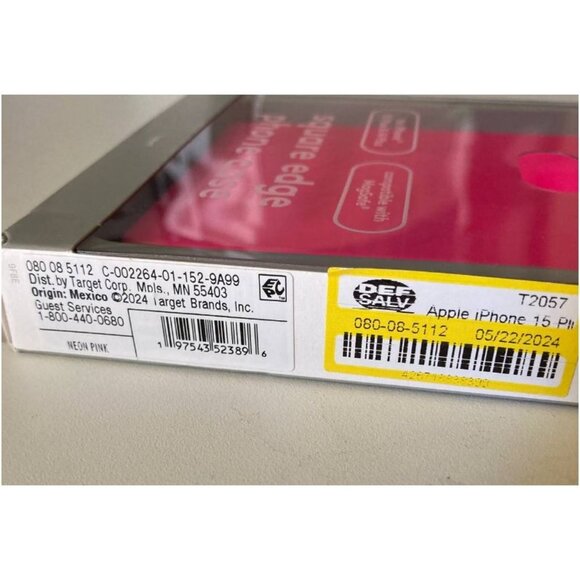 square edge
phone case
compatible with
MagSafe®
080 08 5112 C-002264-01-152-9A99
Dist. by Target Corp. Mpls., MN 55403
Origin: Mexico ©2024 Target Brands, Inc.
Guest Services
1-800-440-0680
NEON PINK
1 97543 52389 6
DEF
SALV
T2057
Apple iPhone 15
080-08-5112 05/22/2024